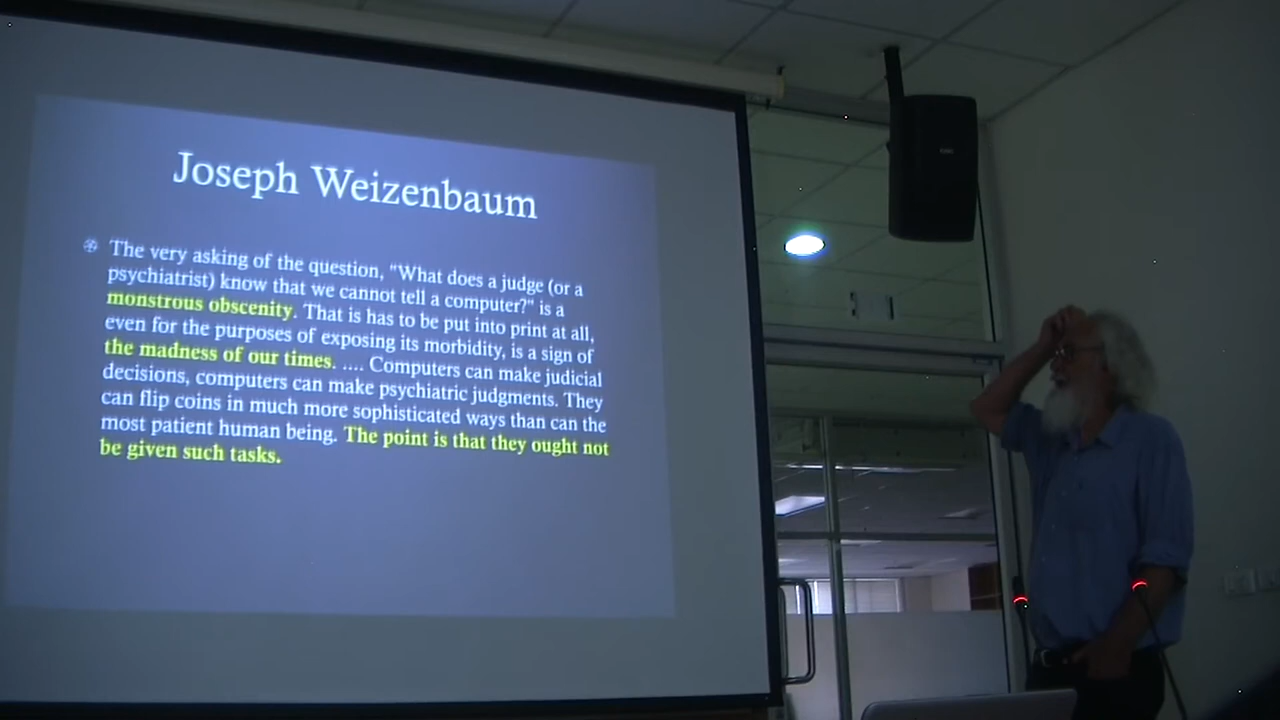 Joseph Weizenbaum
The very asking of the question, "What does a judge (or a
psychiatrist) know that we cannot tell a computer?" is a
monstrous obscenity. That is has to be put into print at all,
even for the purposes of exposing its morbidity, is a sign of
the madness of our times. .... Computers can make judicial
decisions, computers can make psychiatric judgments. They
can flip coins in much more sophisticated ways than can the
most patient human being. The point is that they ought not
be given such tasks.